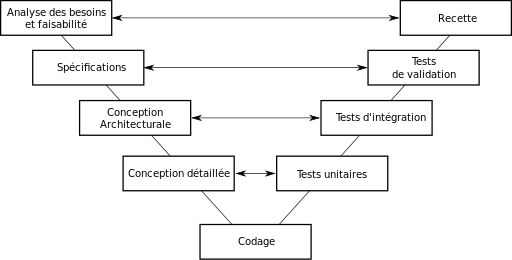 Analyse des besoins
et faisabilité
Recette
Spécifications
Tests
de validation
Conception
Architecturale
Tests d'intégration
Conception détaillée
Tests unitaires
Codage